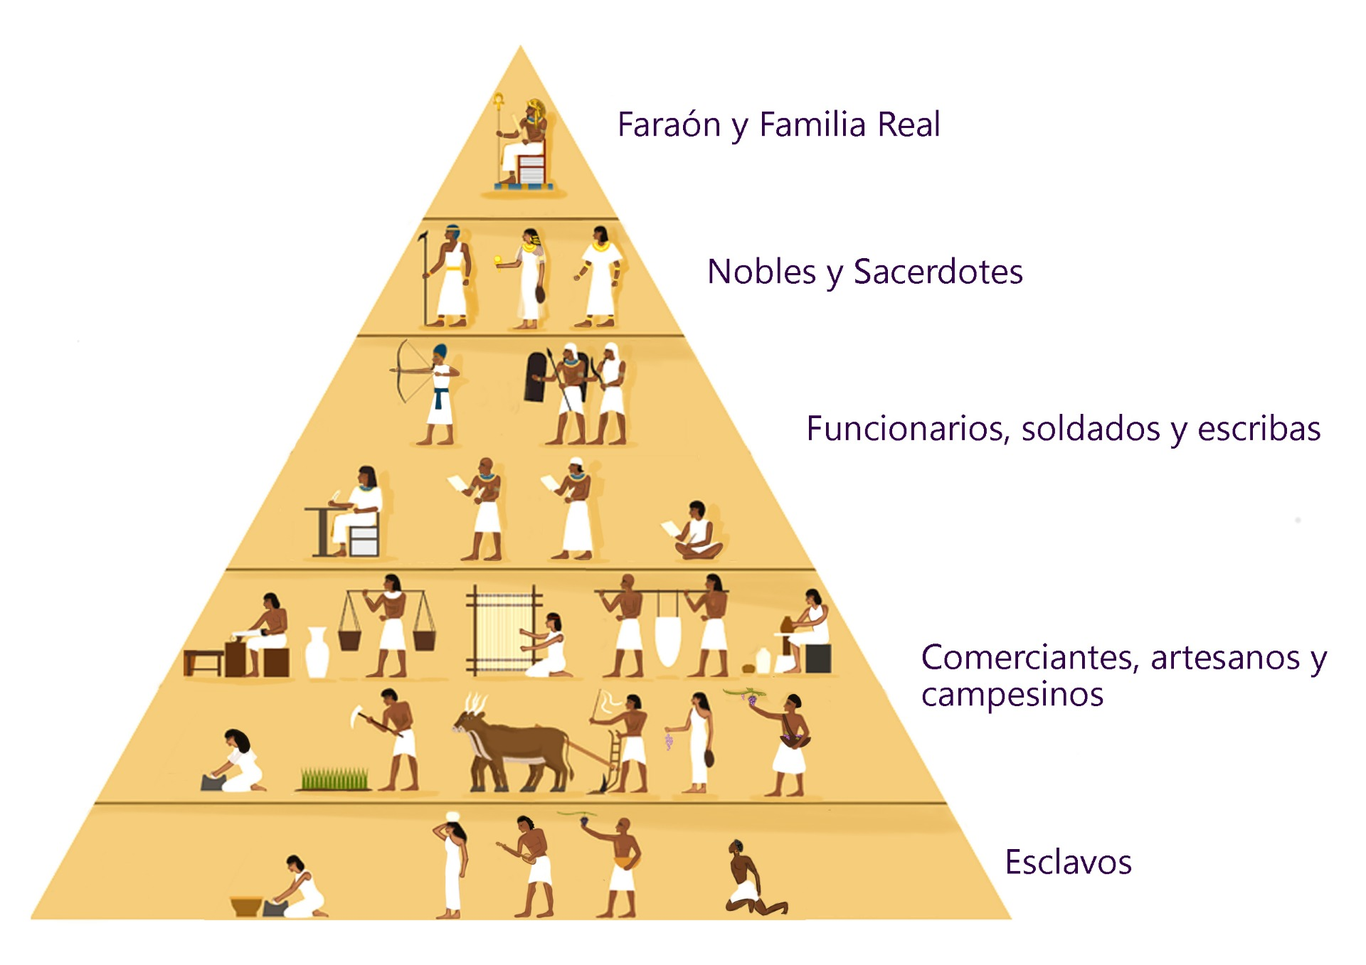 Faraón y Familia Real
Nobles y Sacerdotes
Funcionarios, soldados y escribas
Comerciantes, artesanos y
campesinos
Esclavos